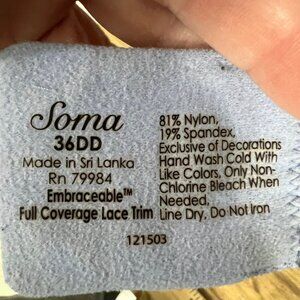 Soma
36DD
Made in Sri Lanka
Rn 79984
Embraceable™
Full Coverage Lace Trim
81% Nylon,
19% Spandex,
Exclusive of Decorations
Hand Wash Cold With
Like Colors, Only Non-
Chlorine Bleach When
Needed,
Line Dry, Do Not Iron
121503